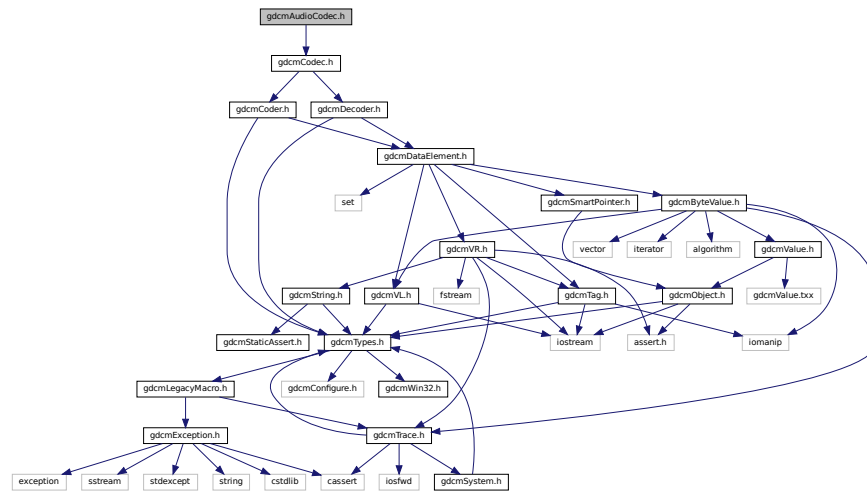 gdcmAudioCodec.h
gdcmCodec.h
gdcmCoder.h
gdcmDecoder.h
gdcmDataElement.h
set
gdcmSmartPointer.h
gdcmByteValue.h
gdcmVR.h
vector
iterator
algorithm
gdcmValue.h
gdcmString.h
gdcmVL.h
fstream
gdcmTag.h
gdcmObject.h
gdcmValue.txx
gdcmStaticAssert.h
gdcmTypes.h
iostream
assert.h
iomanip
gdcmLegacyMacro.h
gdcmConfigure.h
gdcmWin32.h
gdcmException.h
gdcmTrace.h
exception
sstream
stdexcept
string
cstdlib
cassert
iosfwd
gdcmSystem.h